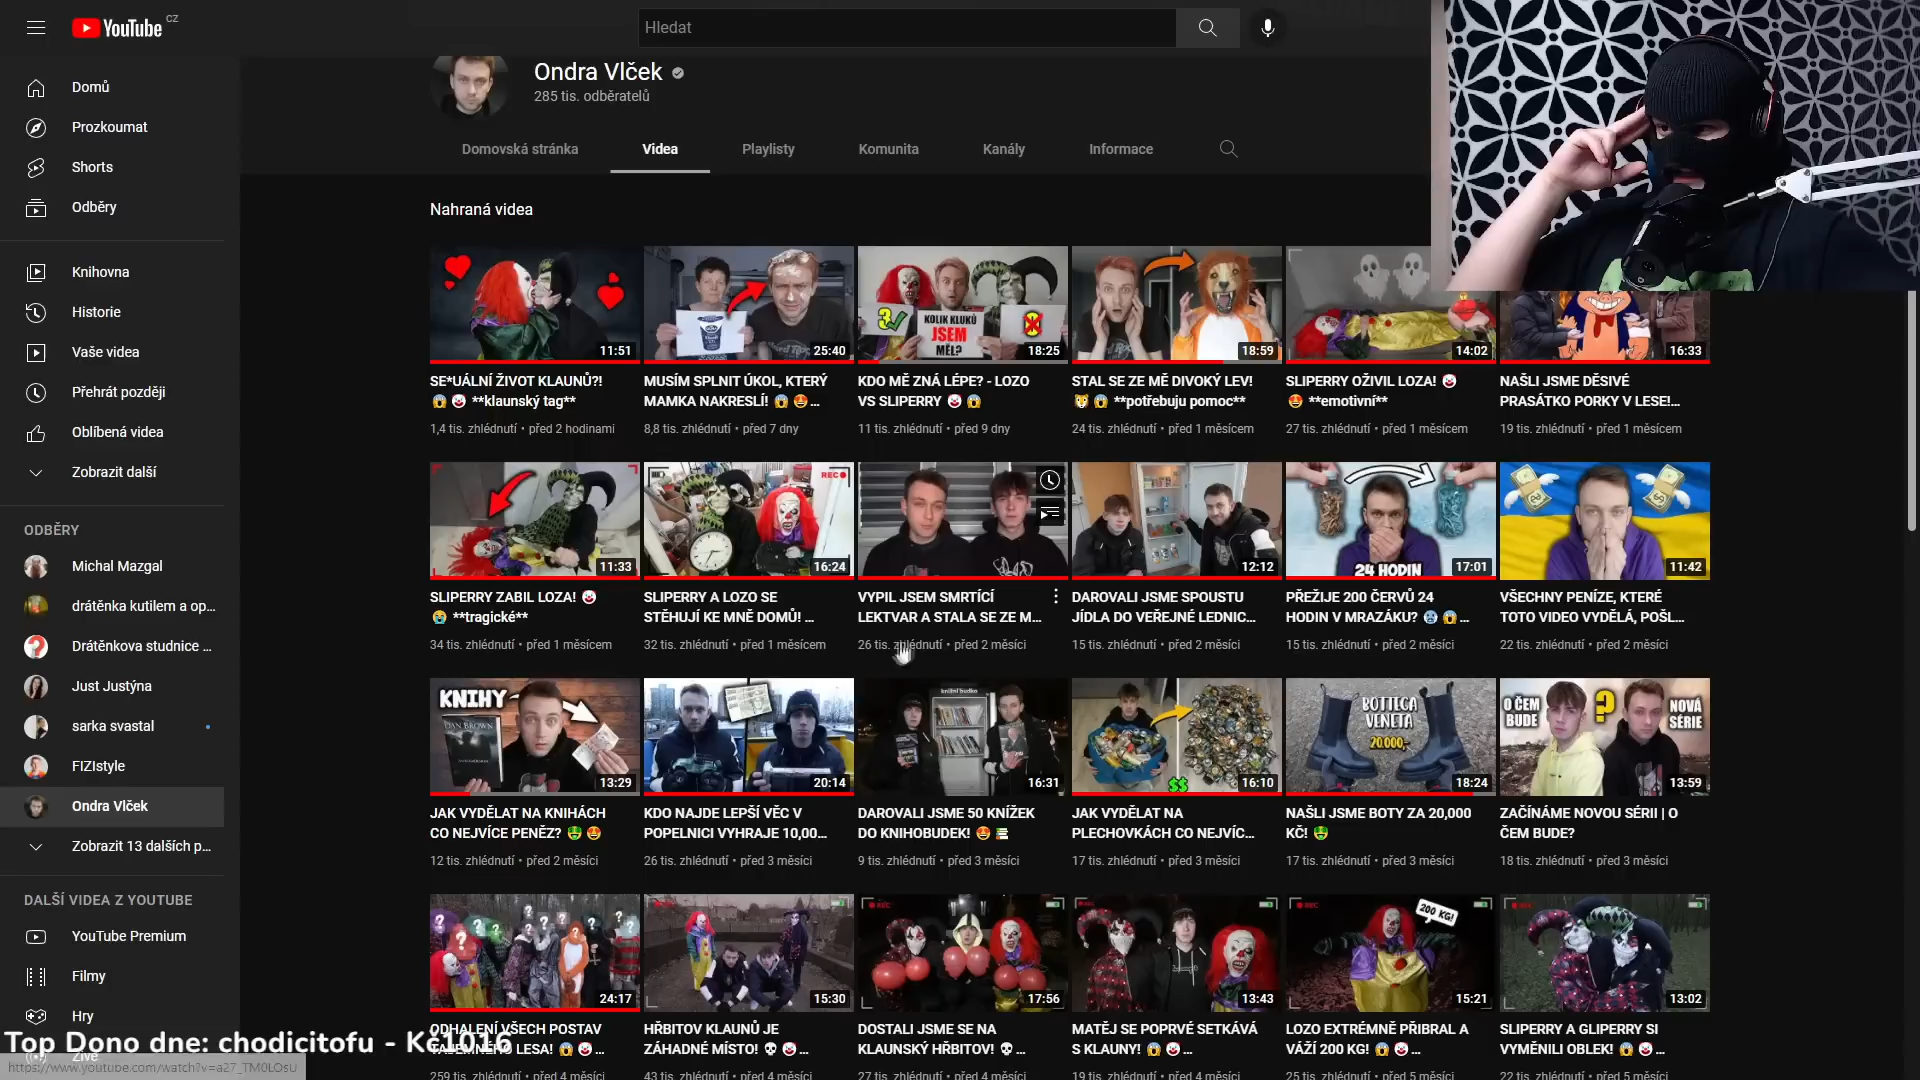 YouTube CZ
Hledat
Domů
Prozkoumat
Shorts
Odběry
Knihovna
Historie
Vaše videa
Přehrát později
Oblíbená videa
Zobrazit další
ODBĚRY
Michal Mazgal
drátěnka kutilem a op...
Drátěnkova studnice ...
Just Justýna
sarka svastal
FIZIstyle
Ondra Vlček
Zobrazit 13 dalších p...
DALŠÍ VIDEA Z YOUTUBE
YouTube Premium
Filmy
Hry
Živě
Top Dono dne: chodicitofu - Kč1016
https://www.youtube.com/watch?v=a27_TM0LOsU
Ondra Vlček
285 tis. odběratelů
Domovská stránka
Videa
Playlisty
Komunita
Kanály
Informace
Nahraná videa
11:51
25:40
KOLIK KLUKŮ
JSEM
MĚL?
3
18:25
18:59
14:02
16:33
SE*UÁLNÍ ŽIVOT KLAUNŮ?!
😱 🤡 **klaunský tag**
1,4 tis. zhlédnutí • před 2 hodinami
MUSÍM SPLNIT ÚKOL, KTERÝ
MAMKA NAKRESLÍ! 😱 🤩...
8,8 tis. zhlédnutí • před 7 dny
KDO MĚ ZNÁ LÉPE? - LOZO
VS SLIPERRY 🤡 😱
11 tis. zhlédnutí • před 9 dny
STAL SE ZE MĚ DIVOKÝ LEV!
🦁 😱 **potřebuju pomoc**
24 tis. zhlédnutí • před 1 měsícem
SLIPERRY OŽIVIL LOZA! 🤡
🤩 **emotivní**
27 tis. zhlédnutí • před 1 měsícem
NAŠLI JSME DĚSIVÉ
PRASÁTKO PORKY V LESE!...
19 tis. zhlédnutí • před 1 měsícem
11:33
REC
16:24
12:12
24 HODIN
17:01
11:42
SLIPERRY ZABIL LOZA! 🤡
😭 **tragické**
34 tis. zhlédnutí • před 1 měsícem
SLIPERRY A LOZO SE
STĚHUJÍ KE MNĚ DOMŮ! ...
32 tis. zhlédnutí • před 1 měsícem
VYPIL JSEM SMRTÍCÍ
LEKTVAR A STALA SE ZE M...
26 tis. zhlédnutí • před 2 měsíci
DAROVALI JSME SPOUSTU
JÍDLA DO VEŘEJNÉ LEDNIC...
15 tis. zhlédnutí • před 2 měsíci
PŘEŽIJE 200 ČERVŮ 24
HODIN V MRAZÁKU? 🥶 😱...
15 tis. zhlédnutí • před 2 měsíci
VŠECHNY PENÍZE, KTERÉ
TOTO VIDEO VYDĚLÁ, POŠL...
22 tis. zhlédnutí • před 2 měsíci
KNIHY
DAN BROWN
13:29
20:14
knižní budka
16:31
$$
16:10
BOTTEGA
VENETA
20.000,-
18:24
O ČEM
BUDE
?
NOVÁ
SÉRIE
13:59
JAK VYDĚLAT NA KNIHÁCH
CO NEJVÍCE PENĚZ? 🤑 🤩
12 tis. zhlédnutí • před 2 měsíci
KDO NAJDE LEPŠÍ VĚC V
POPELNICI VYHRAJE 10,00...
26 tis. zhlédnutí • před 3 měsíci
DAROVALI JSME 50 KNÍŽEK
DO KNIHOBUDEK! 🤩 📚
9 tis. zhlédnutí • před 3 měsíci
JAK VYDĚLAT NA
PLECHOVKÁCH CO NEJVÍC...
17 tis. zhlédnutí • před 3 měsíci
NAŠLI JSME BOTY ZA 20,000
KČ! 🤑
17 tis. zhlédnutí • před 3 měsíci
ZAČÍNÁME NOVOU SÉRII | O
ČEM BUDE?
18 tis. zhlédnutí • před 3 měsíci
24:17
15:30
REC
17:56
13:43
REC
200 KG!
15:21
REC
13:02
ODHALENÍ VŠECH POSTAV
TAJEMNÉHO LESA! 😱 🤡...
259 tis. zhlédnutí • před 4 měsíci
HŘBITOV KLAUNŮ JE
ZÁHADNÉ MÍSTO! 💀 🤡...
43 tis. zhlédnutí • před 4 měsíci
DOSTALI JSME SE NA
KLAUNSKÝ HŘBITOV! 💀...
27 tis. zhlédnutí • před 4 měsíci
MATĚJ SE POPRVÉ SETKÁVÁ
S KLAUNY! 😱 🤡...
19 tis. zhlédnutí • před 4 měsíci
LOZO EXTRÉMNĚ PŘIBRAL A
VÁŽÍ 200 KG! 😱 🤡...
25 tis. zhlédnutí • před 5 měsíci
SLIPERRY A GLIPERRY SI
VYMĚNILI OBLEK! 😱 🤡...
22 tis. zhlédnutí • před 5 měsíci